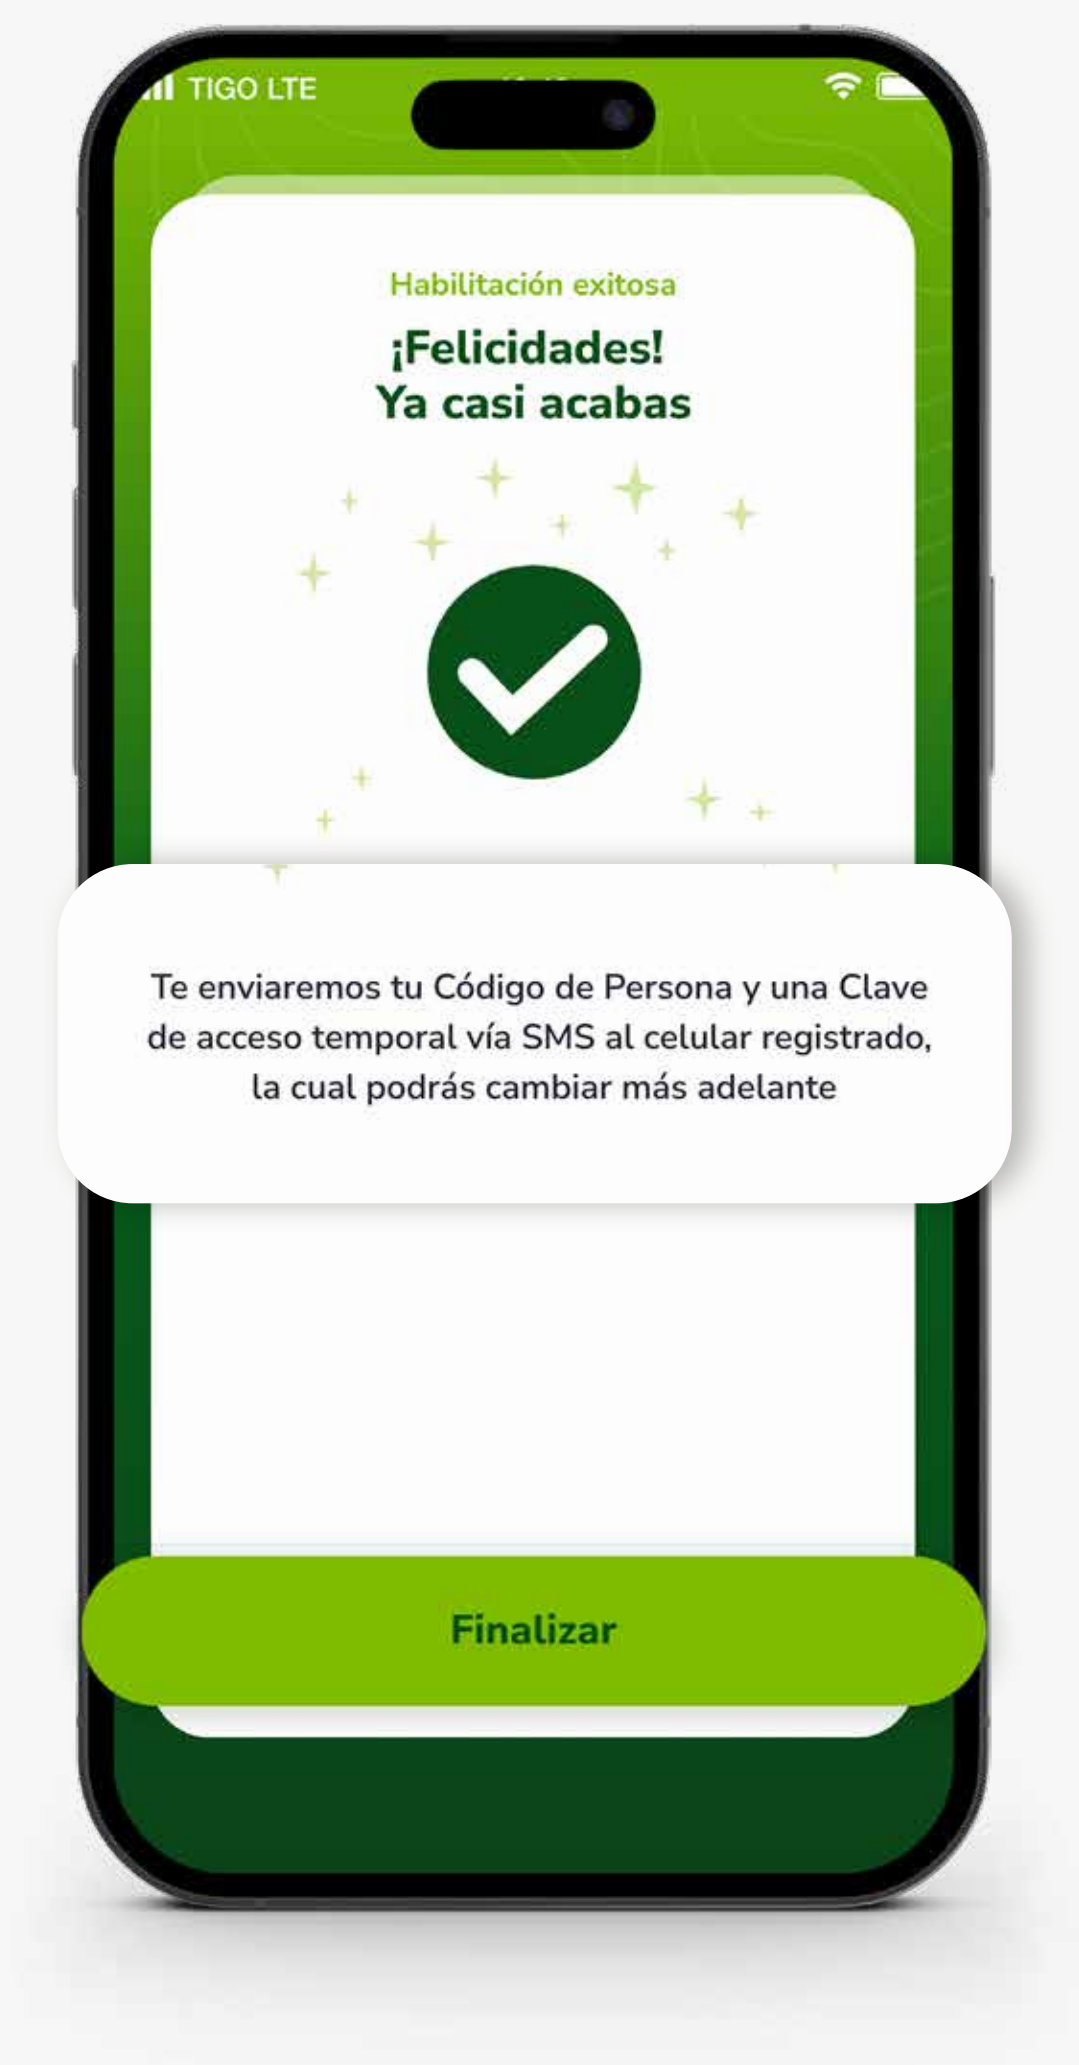 TIGO LTE
Habilitación exitosa
¡Felicidades!
Ya casi acabas
Te enviaremos tu Código de Persona y una Clave
de acceso temporal vía SMS al celular registrado,
la cual podrás cambiar más adelante
Finalizar